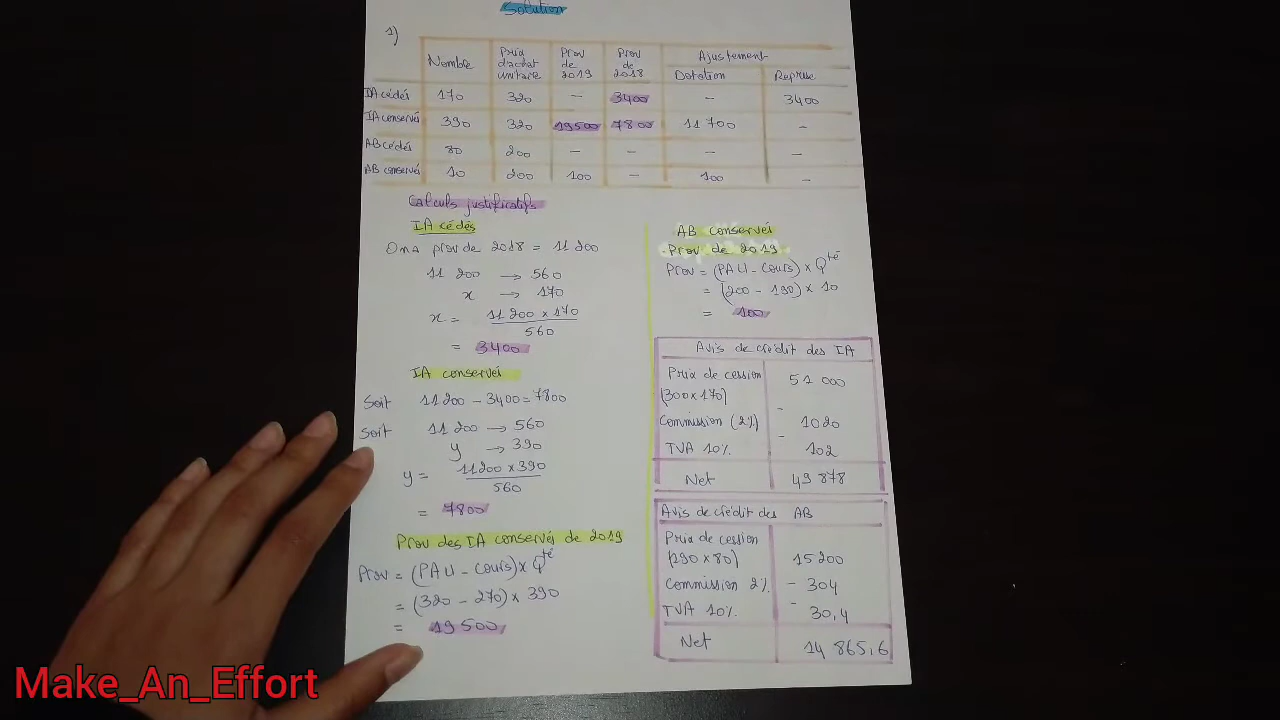 Solution
1)
Nombre | Prix d'achat unitaire | Prov de 2019 | Prov de 2018 | Ajustement
Dotation | Reprise
IA cédés | 170 | 320 | - | 3400 | - | 3400
IA conservés | 390 | 320 | 19500 | 7800 | 11 700 | -
AB cédés | 80 | 200 | - | - | - | -
AB conservés | 10 | 200 | 100 | - | 100 | -
Calculs justificatifs
IA cédés
On a prov de 2018 = 11 200
11 200 → 560
x → 170
x = 11 200 x 170
560
= 3400
IA conservés
Soit 11 200 - 3400 = 7800
Soit 11 200 → 560
y → 390
y = 11200 x 390
560
= 7800
Prov des IA conservés de 2019
Prov = (PAU - Cours) x Qté
= (320 - 270) x 390
= 19 500
AB conservés
Prov de 2019
Prov = (PAU - Cours) x Qté
= (200 - 190) x 10
= 100
Avis de crédit des IA
Prix de cession
(300 x 170) 51 000
Commission (2%) - 1020
TVA 10% - 102
Net 49 878
Avis de crédit des AB
Prix de cession
(190 x 80) 15 200
Commission 2% - 304
TVA 10% - 30,4
Net 14 865,6
Make_An_Effort